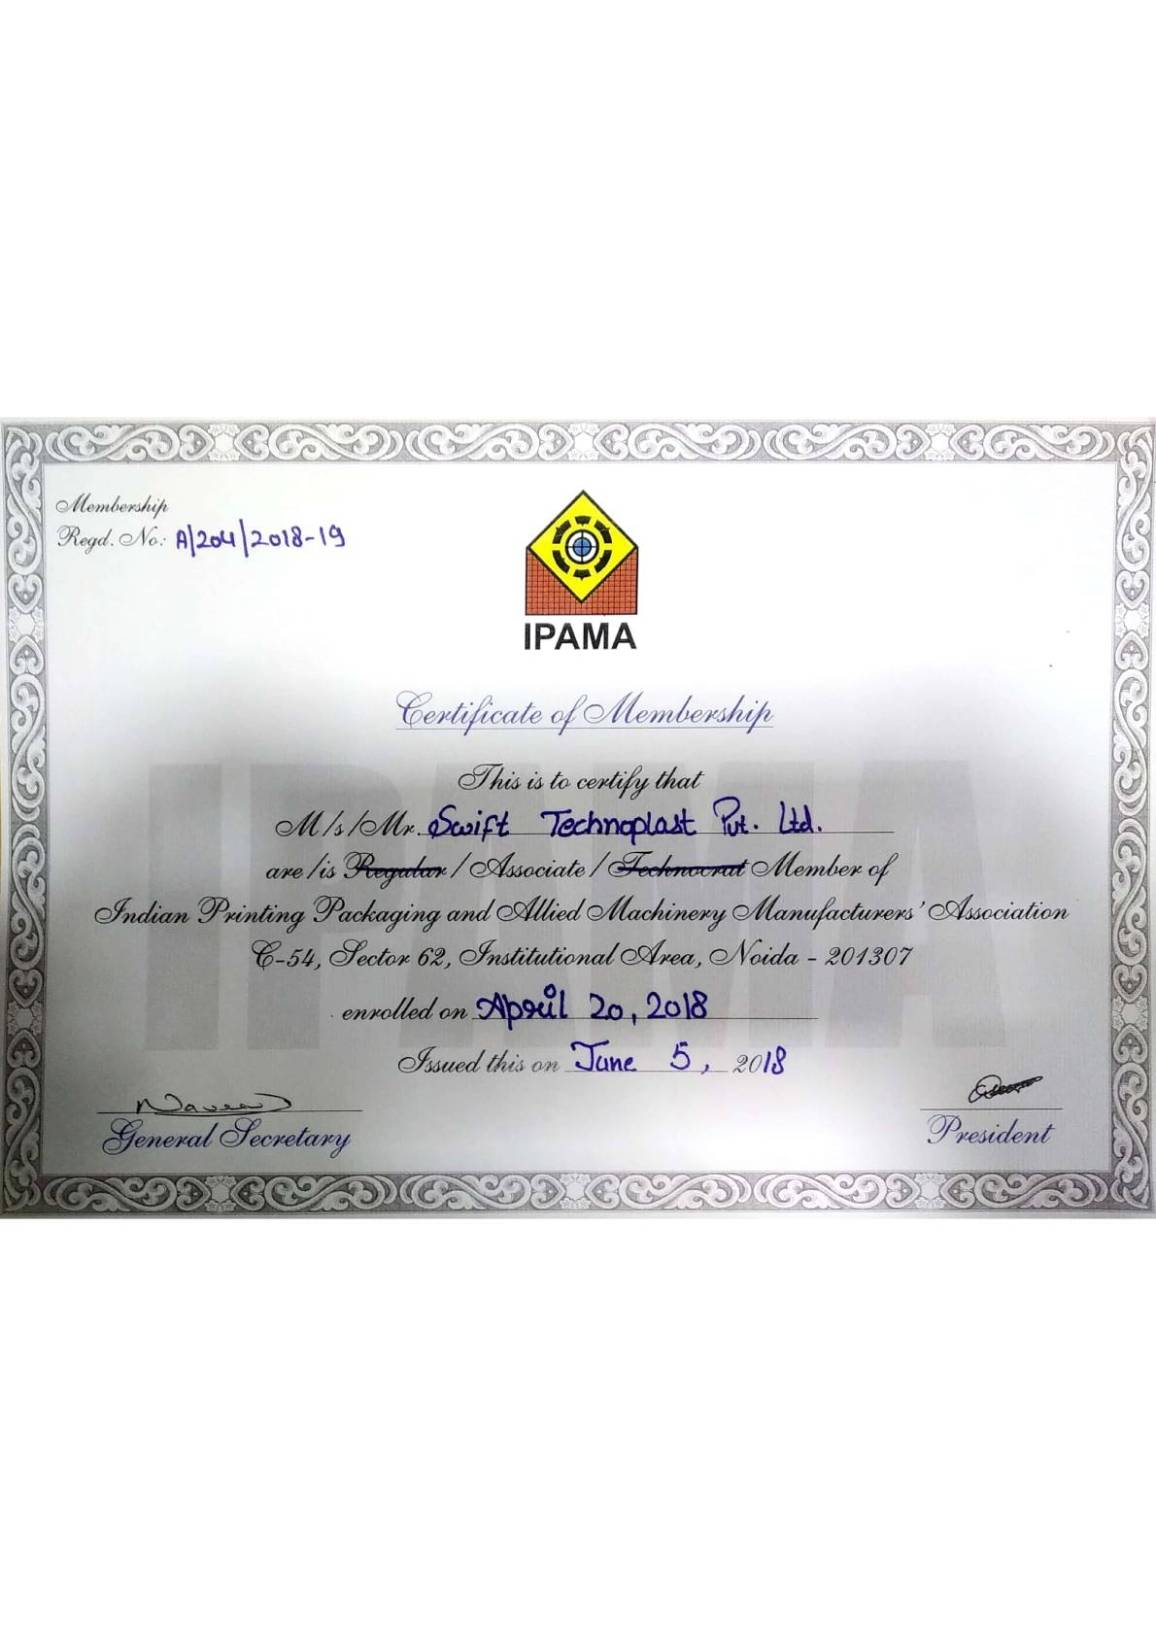 Membership
Regd. No: A/204/2018-19
IPAMA
Certificate of Membership
This is to certify that
M/s/Mr. Swift Technoplast Pvt. Ltd.
are/is Regular / Associate / Technocrat Member of
Indian Printing Packaging and Allied Machinery Manufacturers' Association
C-54, Sector 62, Institutional Area, Noida - 201307
enrolled on April 20, 2018
Issued this on June 5, 2018
Naveen
General Secretary
President
IPAMA